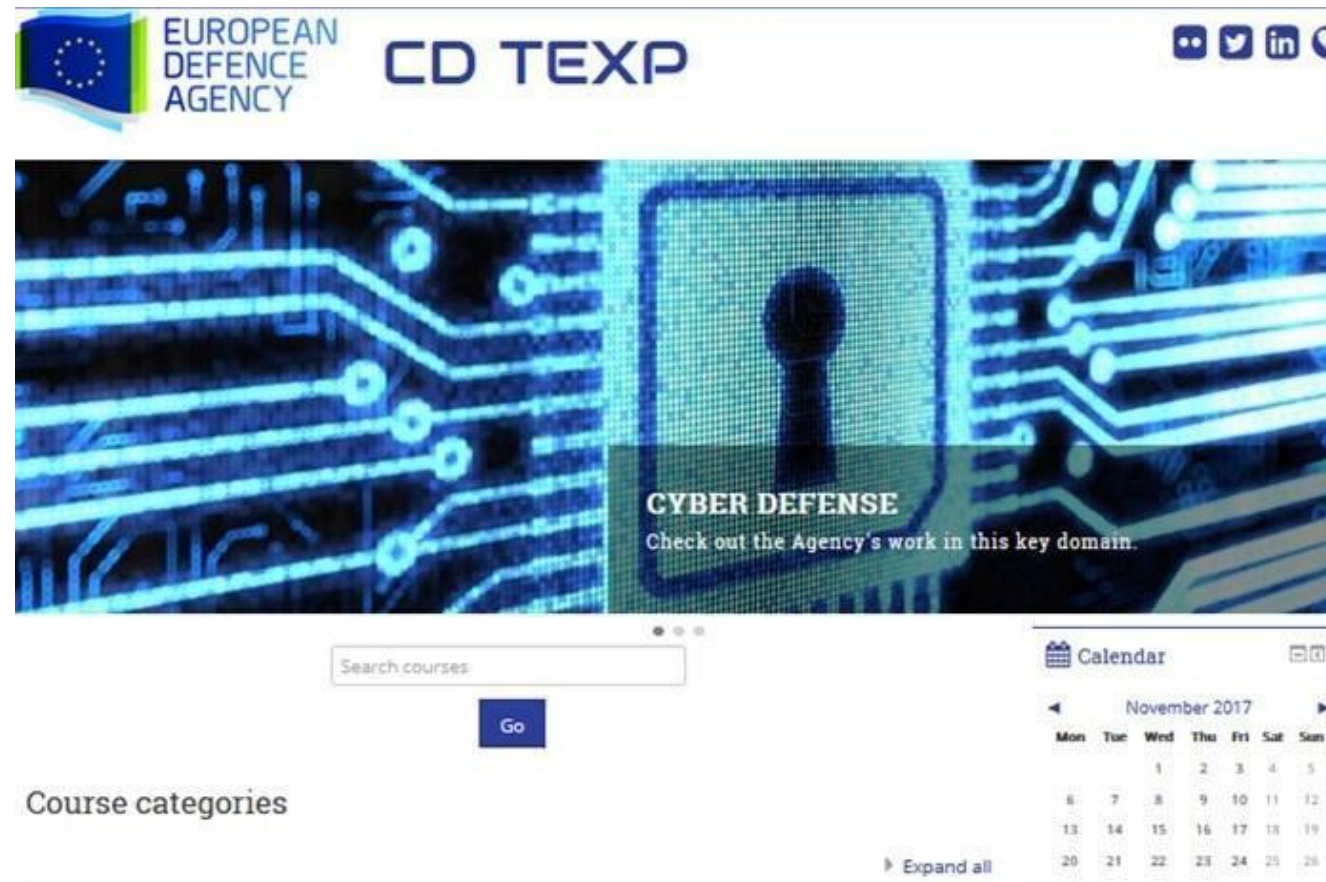 EUROPEAN
DEFENCE
AGENCY
CD TEXP
CYBER DEFENSE
Check out the Agency's work in this key domain.
Search courses
Go
Course categories
Expand all
Calendar
November 2017
Mon Tue Wed Thu Fri Sat Sun
1 2 3 4 5
6 7 8 9 10 11 12
13 14 15 16 17 18 19
20 21 22 23 24 25 26